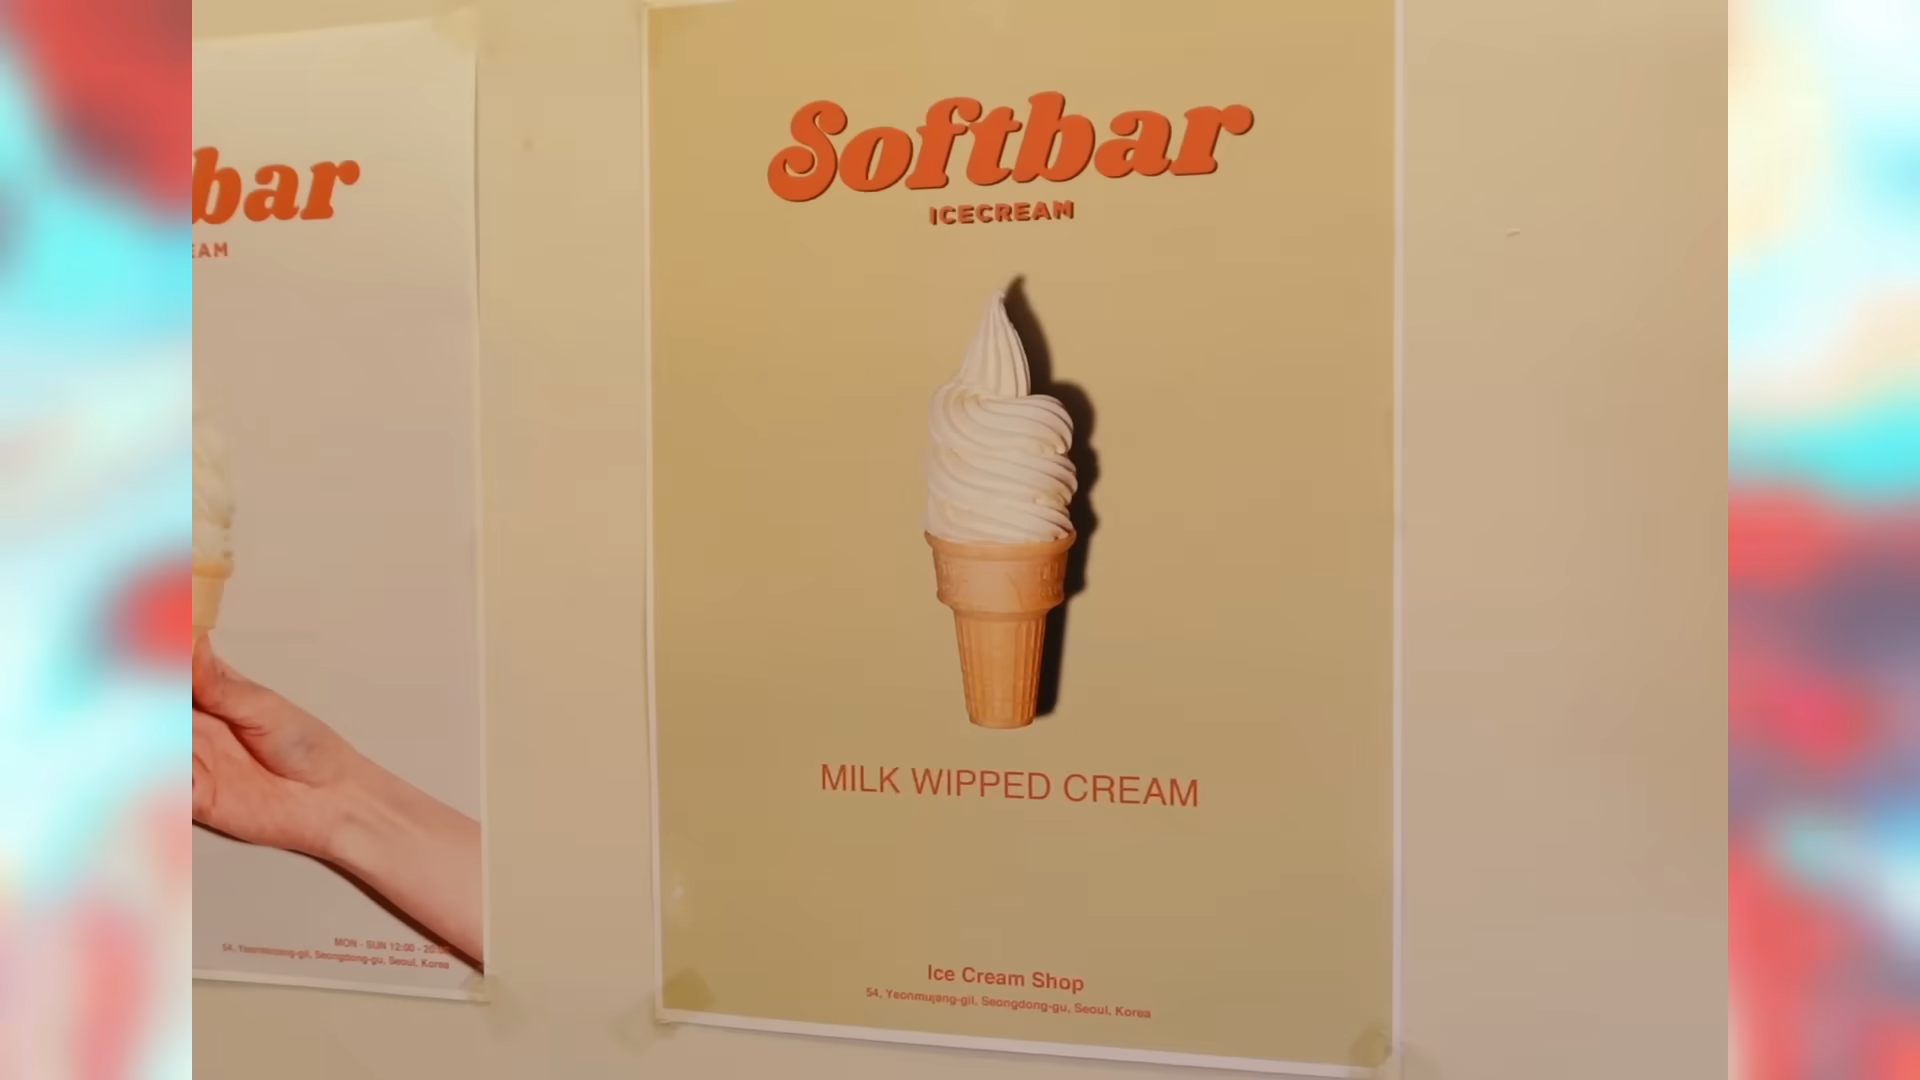 bar
EAM
MON - SUN 12:00 - 20:
54, Yeonmujang-gil, Seongdong-gu, Seoul, Korea
Softbar
ICECREAM
MILK WIPPED CREAM
Ice Cream Shop
54, Yeonmujang-gil, Seongdong-gu, Seoul, Korea